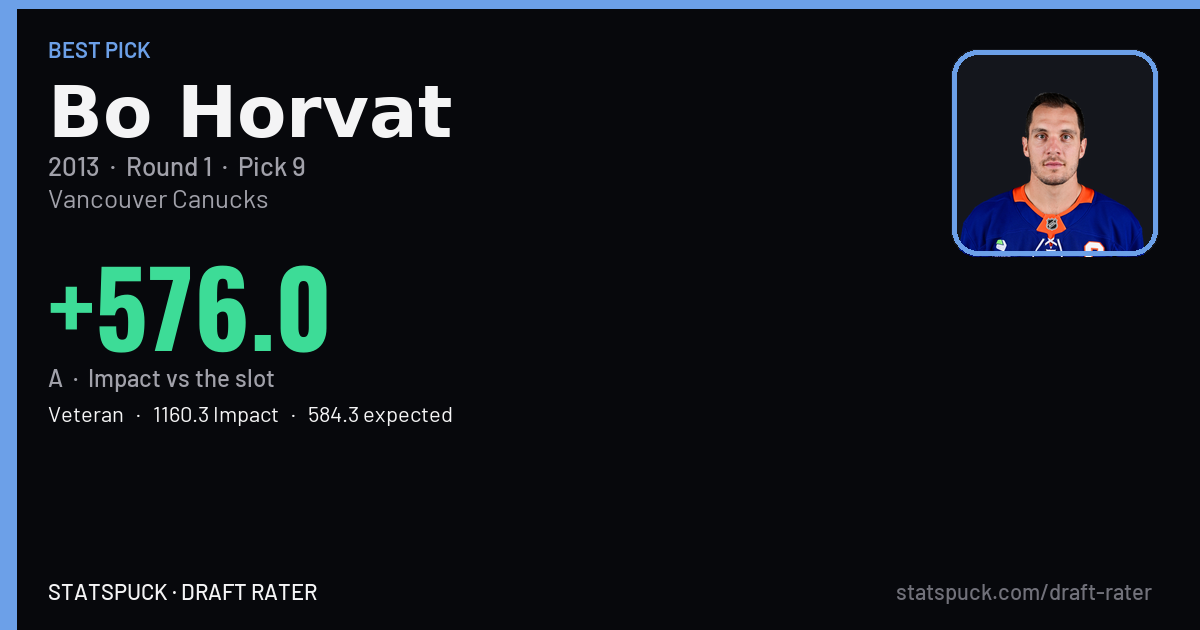 BEST PICK
Bo Horvat
2013 · Round 1 · Pick 9
Vancouver Canucks
+576.0
A · Impact vs the slot
Veteran · 1160.3 Impact · 584.3 expected
STATSPUCK · DRAFT RATER
statspuck.com/draft-rater